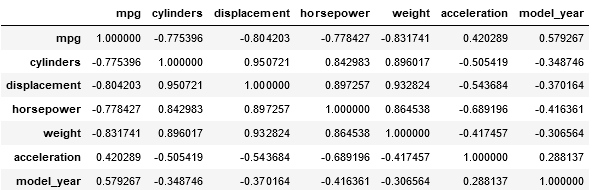 mpg cylinders displacement horsepower weight acceleration model_year
mpg 1.000000 -0.775396 -0.804203 -0.778427 -0.831741 0.420289 0.579267
cylinders -0.775396 1.000000 0.950721 0.842983 0.896017 -0.505419 -0.348746
displacement -0.804203 0.950721 1.000000 0.897257 0.932824 -0.543684 -0.370164
horsepower -0.778427 0.842983 0.897257 1.000000 0.864538 -0.689196 -0.416361
weight -0.831741 0.896017 0.932824 0.864538 1.000000 -0.417457 -0.306564
acceleration 0.420289 -0.505419 -0.543684 -0.689196 -0.417457 1.000000 0.288137
model_year 0.579267 -0.348746 -0.370164 -0.416361 -0.306564 0.288137 1.000000